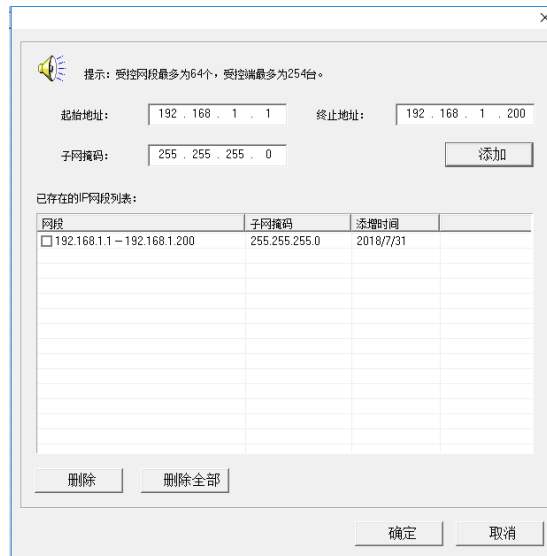 提示：受控网段最多为64个，受控端最多为254台。
起始地址： 192 . 168 . 1 . 1 终止地址： 192 . 168 . 1 . 200
子网掩码： 255 . 255 . 255 . 0 添加
已存在的IP网段列表：
网段 子网掩码 添增时间
192.168.1.1－192.168.1.200 255.255.255.0 2018/7/31
删除 删除全部
确定 取消